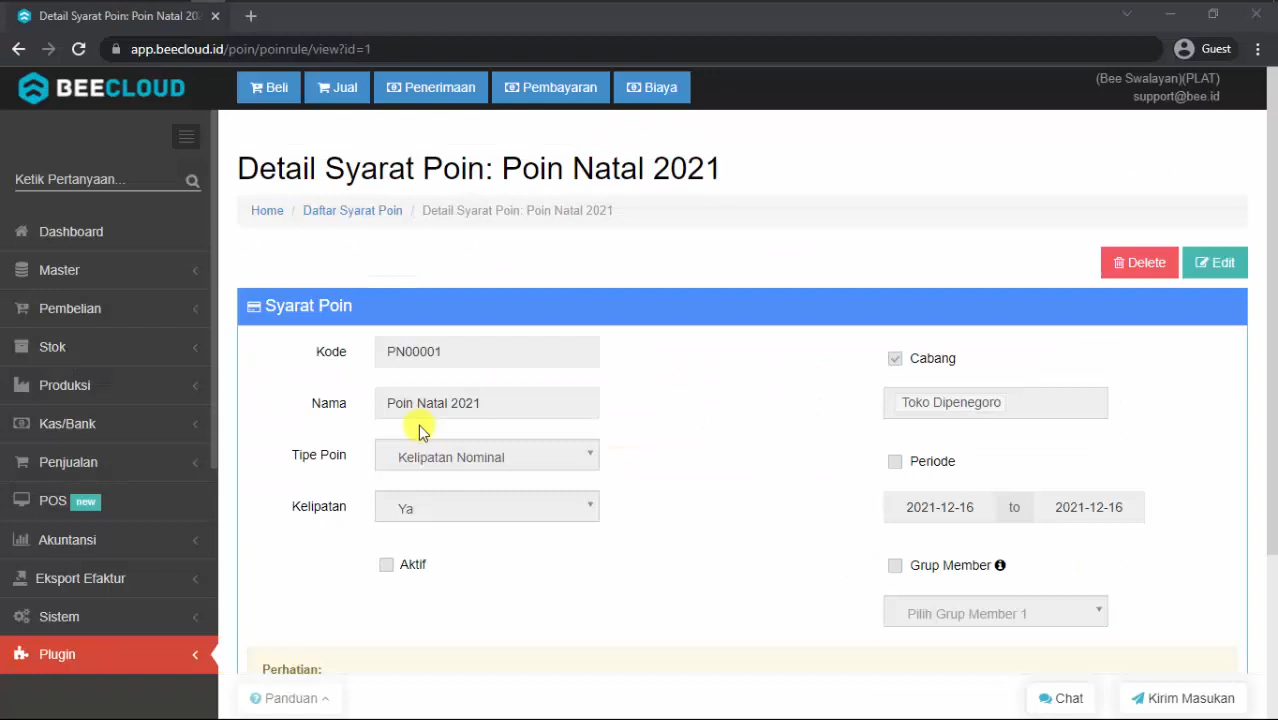 Detail Syarat Poin: Poin Natal 202
app.beecloud.id/poin/poinrule/view?id=1
Guest
BEECLOUD
Beli
Jual
Penerimaan
Pembayaran
Biaya
(Bee Swalayan)(PLAT)
support@bee.id
Ketik Pertanyaan...
Dashboard
Master
Pembelian
Stok
Produksi
Kas/Bank
Penjualan
POS new
Akuntansi
Eksport Efaktur
Sistem
Plugin
Detail Syarat Poin: Poin Natal 2021
Home / Daftar Syarat Poin / Detail Syarat Poin: Poin Natal 2021
Delete
Edit
Syarat Poin
Kode PN00001
Nama Poin Natal 2021
Tipe Poin Kelipatan Nominal
Kelipatan Ya
Aktif
Cabang
Toko Dipenegoro
Periode
2021-12-16 to 2021-12-16
Grup Member
Pilih Grup Member 1
Perhatian:
Panduan
Chat
Kirim Masukan